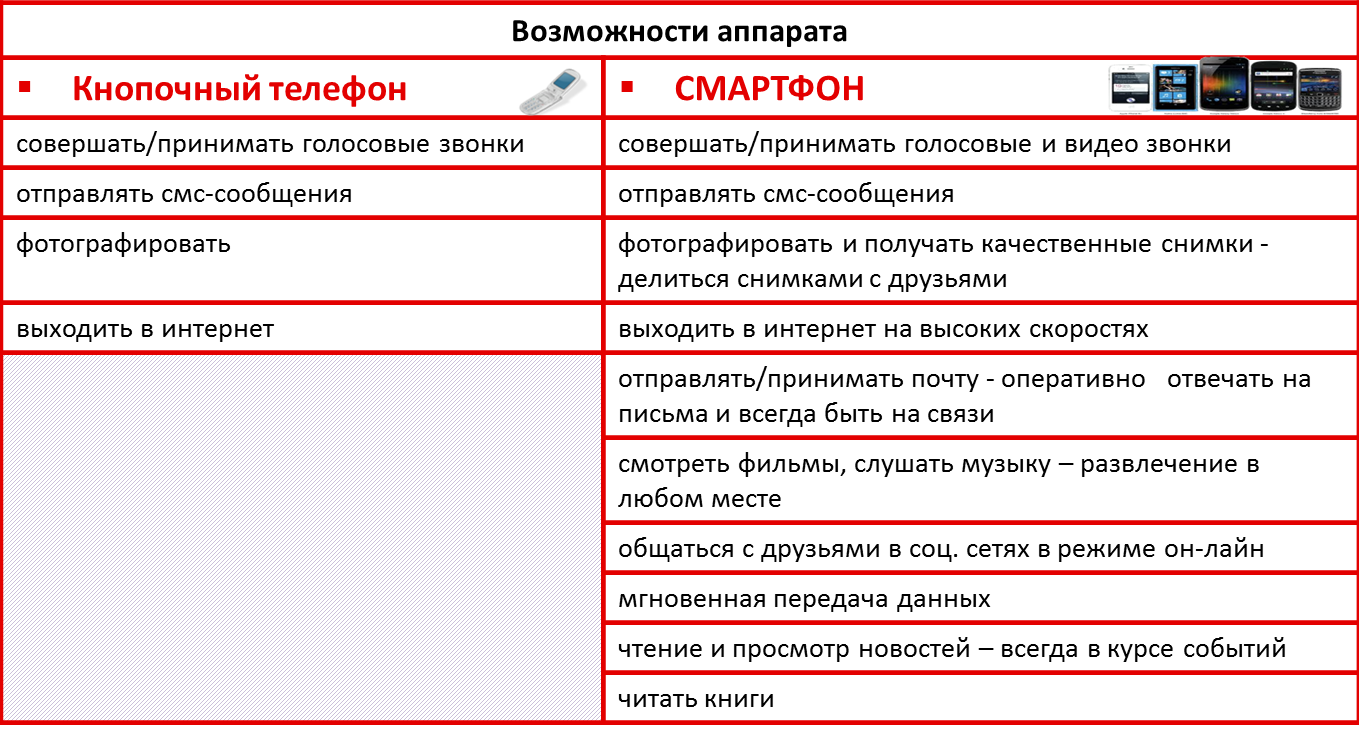 Возможности аппарата
▪ Кнопочный телефон
▪ СМАРТФОН
совершать/принимать голосовые звонки
совершать/принимать голосовые и видео звонки
отправлять смс-сообщения
отправлять смс-сообщения
фотографировать
фотографировать и получать качественные снимки -
делиться снимками с друзьями
выходить в интернет
выходить в интернет на высоких скоростях
отправлять/принимать почту - оперативно отвечать на
письма и всегда быть на связи
смотреть фильмы, слушать музыку – развлечение в
любом месте
общаться с друзьями в соц. сетях в режиме он-лайн
мгновенная передача данных
чтение и просмотр новостей – всегда в курсе событий
читать книги